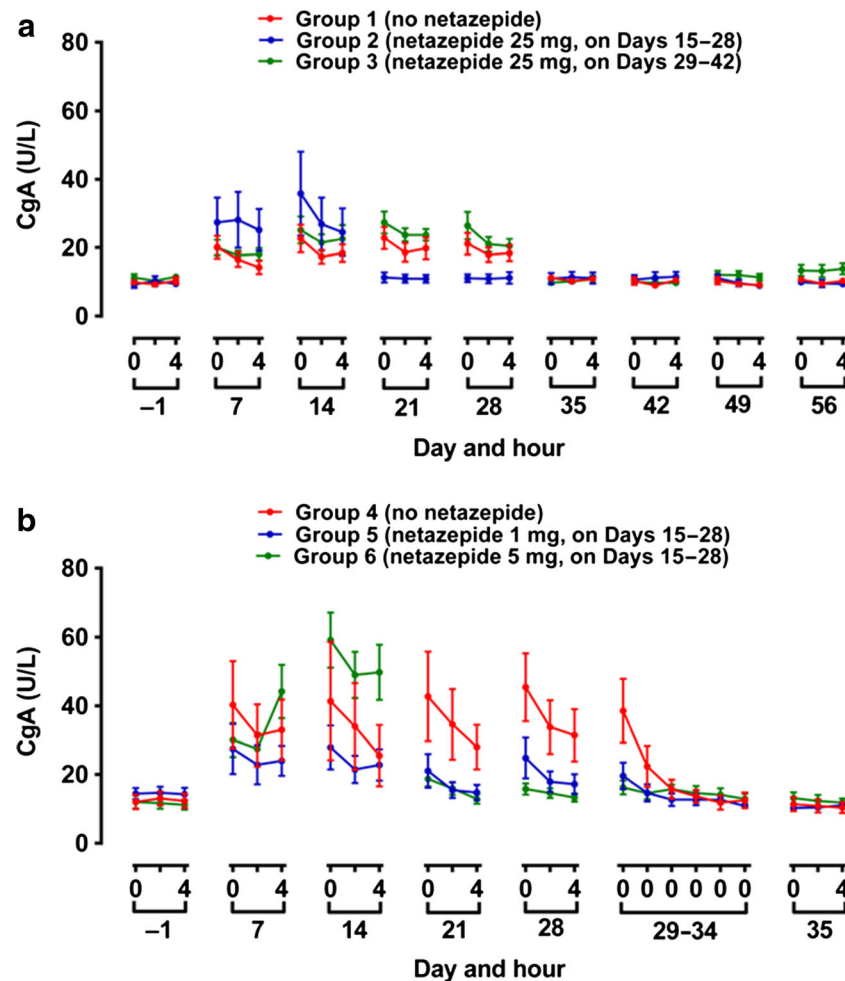 a
Group 1 (no netazepide)
Group 2 (netazepide 25 mg, on Days 15–28)
Group 3 (netazepide 25 mg, on Days 29–42)
CgA (U/L)
80
60
40
20
0
0 4 0 4 0 4 0 4 0 4 0 4 0 4 0 4 0 4
–1 7 14 21 28 35 42 49 56
Day and hour
b
Group 4 (no netazepide)
Group 5 (netazepide 1 mg, on Days 15–28)
Group 6 (netazepide 5 mg, on Days 15–28)
CgA (U/L)
80
60
40
20
0
0 4 0 4 0 4 0 4 0 4 0 0 0 0 0 0 0 4
–1 7 14 21 28 29–34 35
Day and hour